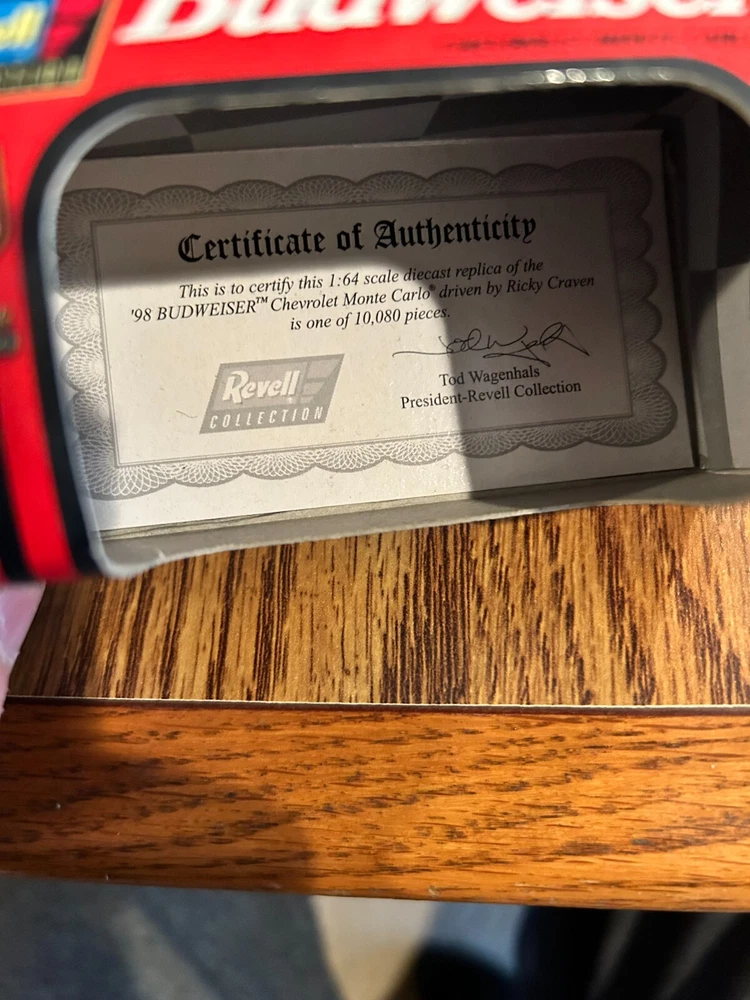 Budweiser
Certificate of Authenticity
This is to certify this 1:64 scale diecast replica of the
'98 BUDWEISER™ Chevrolet Monte Carlo® driven by Ricky Craven
is one of 10,080 pieces.
Revell
COLLECTION
Tod Wagenhals
President-Revell Collection